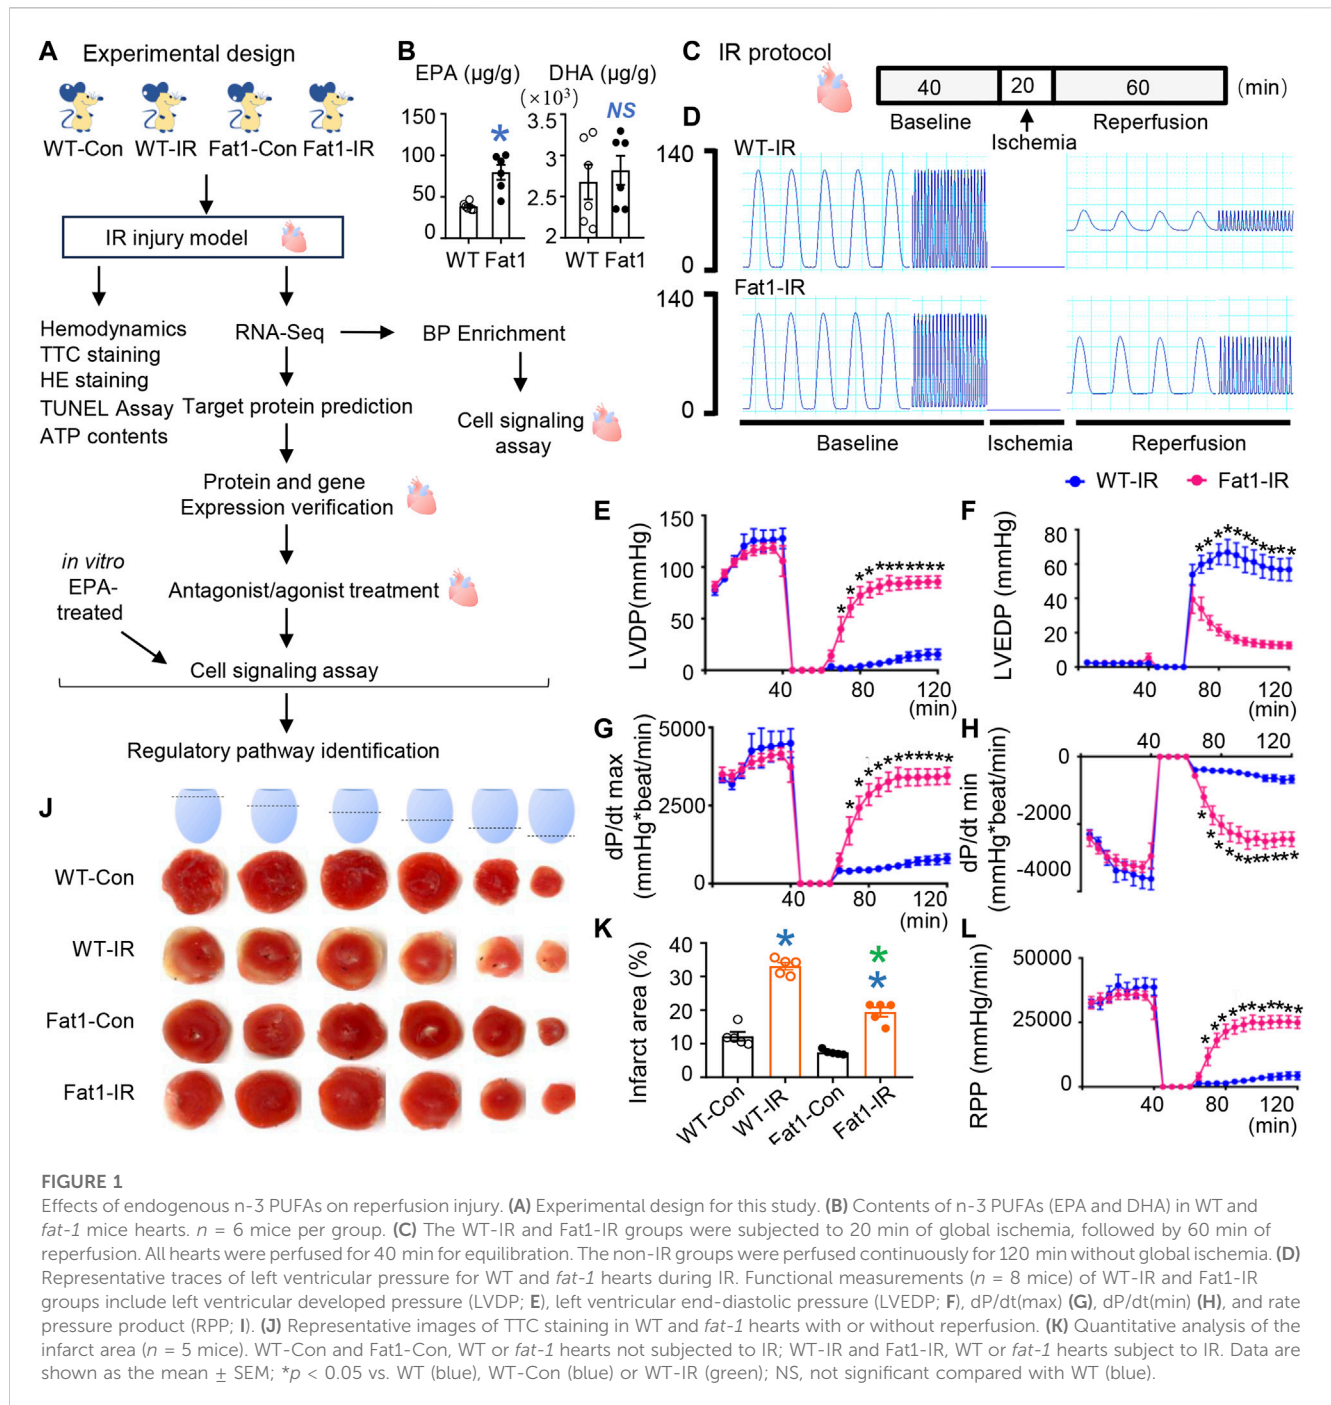 A Experimental design
WT-Con WT-IR Fat1-Con Fat1-IR
IR injury model
Hemodynamics
TTC staining
HE staining
TUNEL Assay
ATP contents
RNA-Seq
BP Enrichment
Target protein prediction
Cell signaling
assay
Protein and gene
Expression verification
in vitro
EPA-
treated
Antagonist/agonist treatment
Cell signaling assay
Regulatory pathway identification
B
EPA (µg/g)
150
100
50
0
*
WT Fat1
DHA (µg/g)
(×10³)
3.5
3
2.5
2
NS
WT Fat1
C IR protocol
40 20 60 (min)
Baseline Reperfusion
Ischemia
D
WT-IR
140
0
Fat1-IR
140
0
Baseline Ischemia Reperfusion
WT-IR Fat1-IR
E
LVDP(mmHg)
150
100
50
0
* * * * * * * * * * *
40 80 120
(min)
F
LVEDP (mmHg)
80
60
40
20
0
* * * * * * * * * * *
40 80 120
(min)
G
dP/dt max
(mmHg*beat/min)
5000
2500
0
* * * * * * * * * * *
40 80 120
(min)
H
dP/dt min
(mmHg*beat/min)
40 80 120
0
-2000
-4000
* * * * * * * * * * *
(min)
J
WT-Con
WT-IR
Fat1-Con
Fat1-IR
K
Infarct area (%)
40
30
20
10
0
*
*
*
WT-Con WT-IR Fat1-Con Fat1-IR
L
RPP (mmHg/min)
50000
25000
0
* * * * * * * * * * *
40 80 120
(min)
FIGURE 1
Effects of endogenous n-3 PUFAs on reperfusion injury. (A) Experimental design for this study. (B) Contents of n-3 PUFAs (EPA and DHA) in WT and
fat-1 mice hearts. n = 6 mice per group. (C) The WT-IR and Fat1-IR groups were subjected to 20 min of global ischemia, followed by 60 min of
reperfusion. All hearts were perfused for 40 min for equilibration. The non-IR groups were perfused continuously for 120 min without global ischemia. (D)
Representative traces of left ventricular pressure for WT and fat-1 hearts during IR. Functional measurements (n = 8 mice) of WT-IR and Fat1-IR
groups include left ventricular developed pressure (LVDP; E), left ventricular end-diastolic pressure (LVEDP; F), dP/dt(max) (G), dP/dt(min) (H), and rate
pressure product (RPP; I). (J) Representative images of TTC staining in WT and fat-1 hearts with or without reperfusion. (K) Quantitative analysis of the
infarct area (n = 5 mice). WT-Con and Fat1-Con, WT or fat-1 hearts not subjected to IR; WT-IR and Fat1-IR, WT or fat-1 hearts subject to IR. Data are
shown as the mean ± SEM; *p < 0.05 vs. WT (blue), WT-Con (blue) or WT-IR (green); NS, not significant compared with WT (blue).